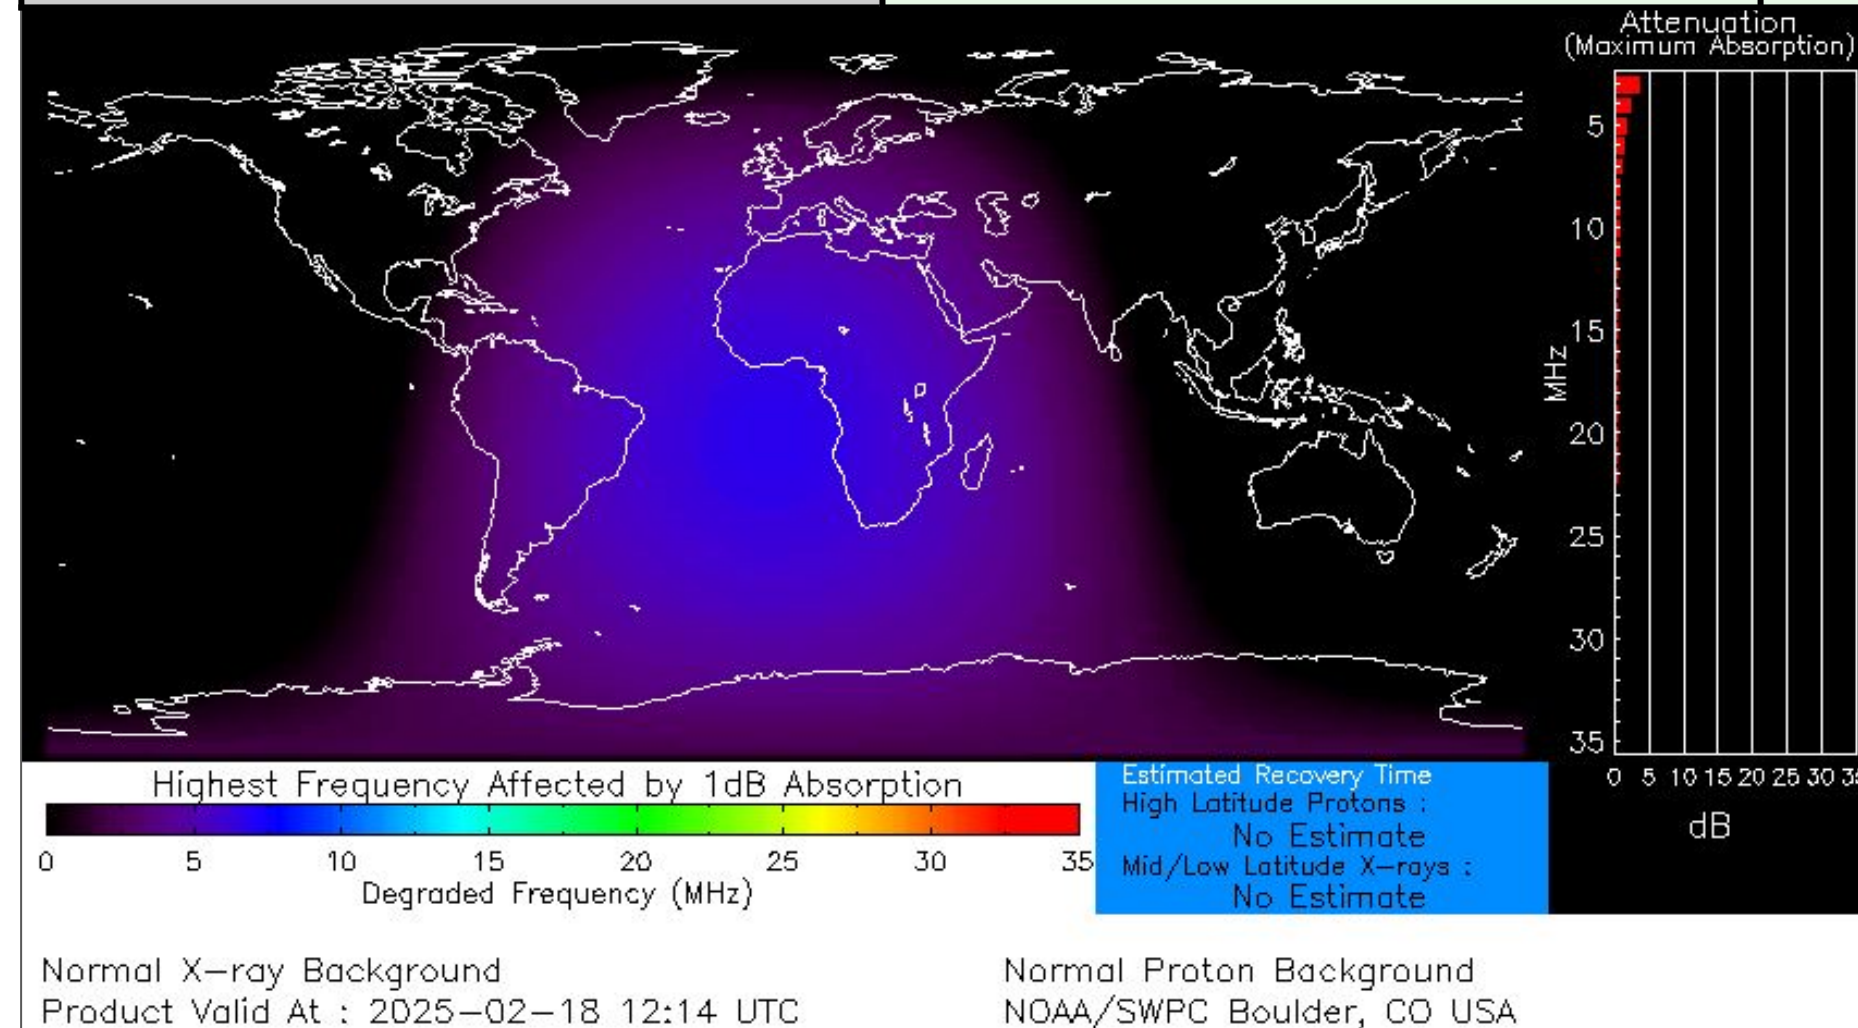 Attenuation
(Maximum Absorption)
5
10
15
20
25
30
35
MHz
0 5 10 15 20 25 30
dB
Highest Frequency Affected by 1dB Absorption
0 5 10 15 20 25 30 35
Degraded Frequency (MHz)
Estimated Recovery Time
High Latitude Protons :
No Estimate
Mid/Low Latitude X-rays :
No Estimate
Normal X-ray Background
Product Valid At : 2025-02-18 12:14 UTC
Normal Proton Background
NOAA/SWPC Boulder, CO USA